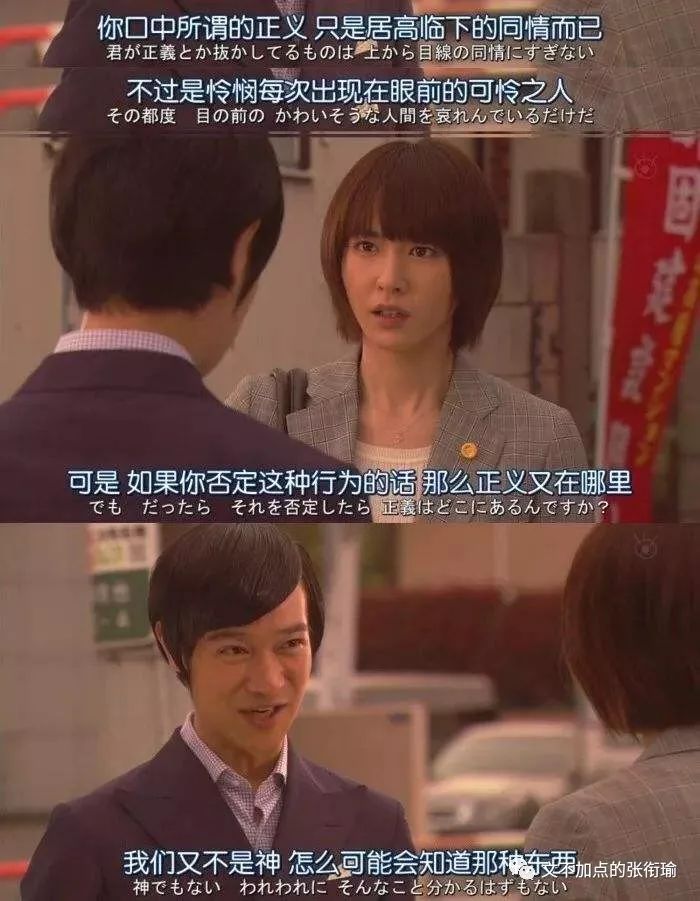 你口中所谓的正义 只是居高临下的同情而已
君が正義とか抜かしてるものは 上から目線の同情にすぎない
不过是怜悯每次出现在眼前的可怜之人
その都度 目の前の かわいそうな人間を哀れんでいるだけだ
可是 如果你否定这种行为的话 那么正义又在哪里
でも だったら それを否定したら 正義はどこにあるんですか?
我们又不是神 怎么可能会知道那种东西
文不加点的张衔瑜
神でもない われわれに そんなこと分かるはずもない